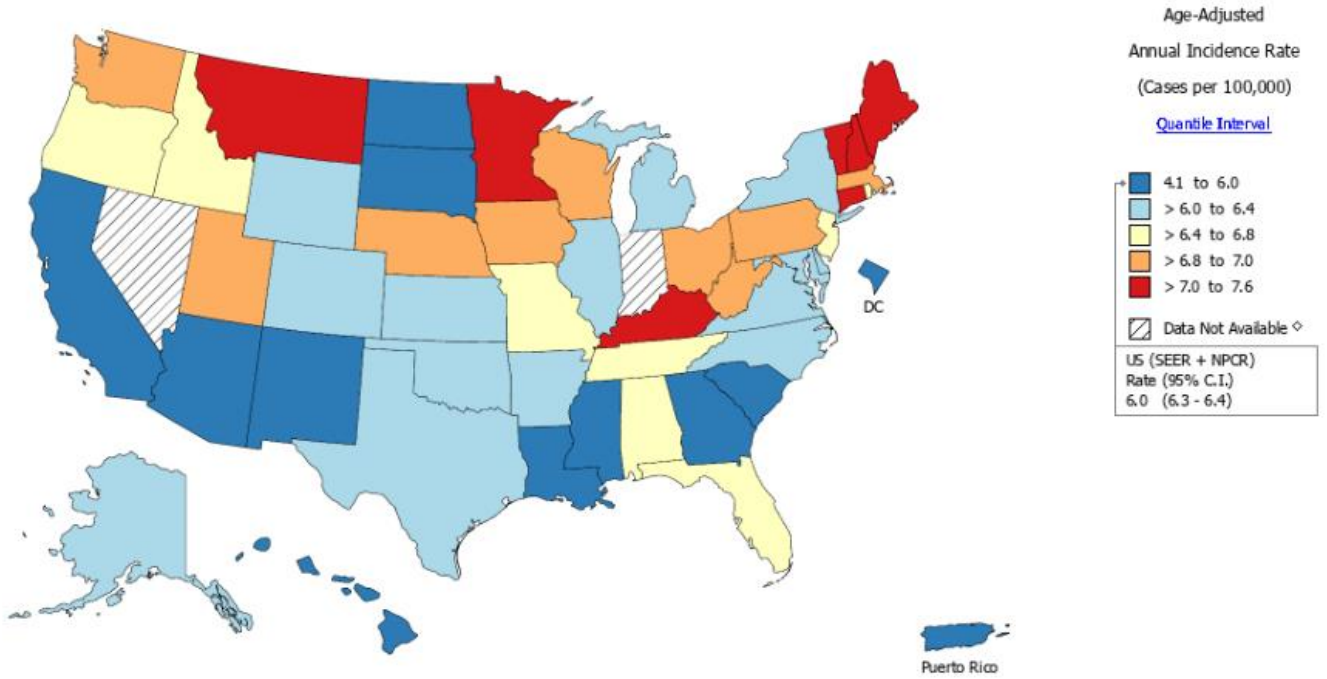 Age-Adjusted
Annual Incidence Rate
(Cases per 100,000)
Quantile Interval
4.1 to 6.0
> 6.0 to 6.4
> 6.4 to 6.8
> 6.8 to 7.0
> 7.0 to 7.6
Data Not Available ◇
US (SEER + NPCR)
Rate (95% C.I.)
6.0 (6.3 - 6.4)
DC
Puerto Rico